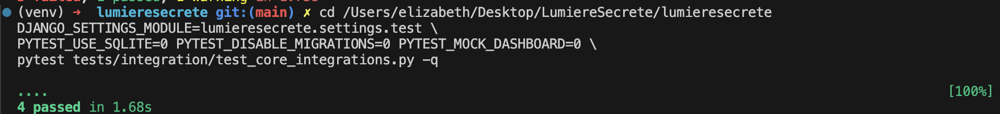 (venv) ➜ lumieresecrete git:(main) ✗ cd /Users/elizabeth/Desktop/LumiereSecrete/lumieresecrete
DJANGO_SETTINGS_MODULE=lumieresecrete.settings.test \
PYTEST_USE_SQLITE=0 PYTEST_DISABLE_MIGRATIONS=0 PYTEST_MOCK_DASHBOARD=0 \
pytest tests/integration/test_core_integrations.py -q
.... [100%]
4 passed in 1.68s